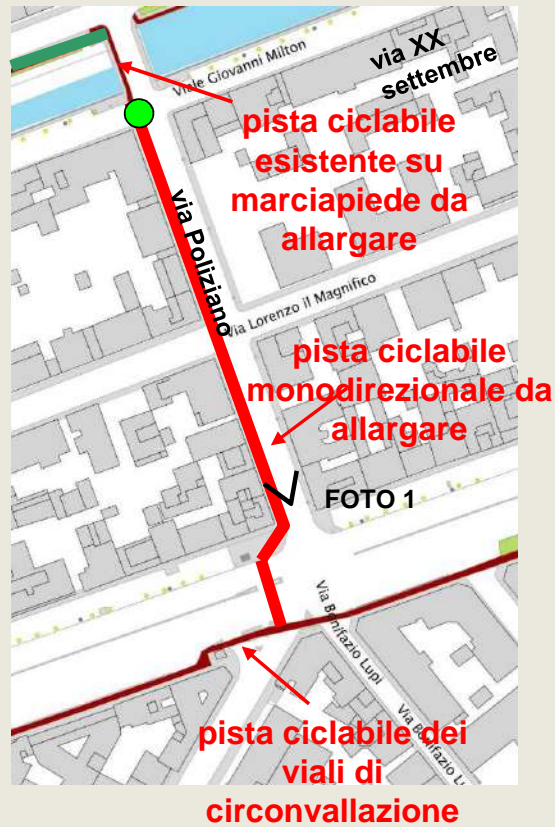 Viale Giovanni Milton
via XX
settembre
pista ciclabile
esistente su
marciapiede da
allargare
via Poliziano
Via Lorenzo il Magnifico
pista ciclabile
monodirezionale da
allargare
FOTO 1
Via Bonifazio Lupi
Via Bonifazio Lu
pista ciclabile dei
viali di
circonvallazione